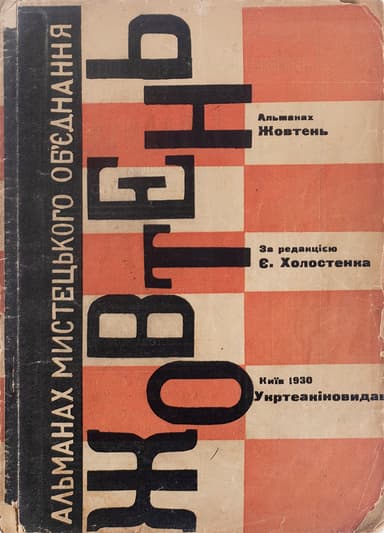 АЛЬМАНАХ МИСТЕЦЬКОГО ОБ'ЄДНАННЯ
ЖОВТЕНЬ
Альманах
Жовтень
За редакцією
Є. Холостенка
Київ 1930
Укртеакіновидав